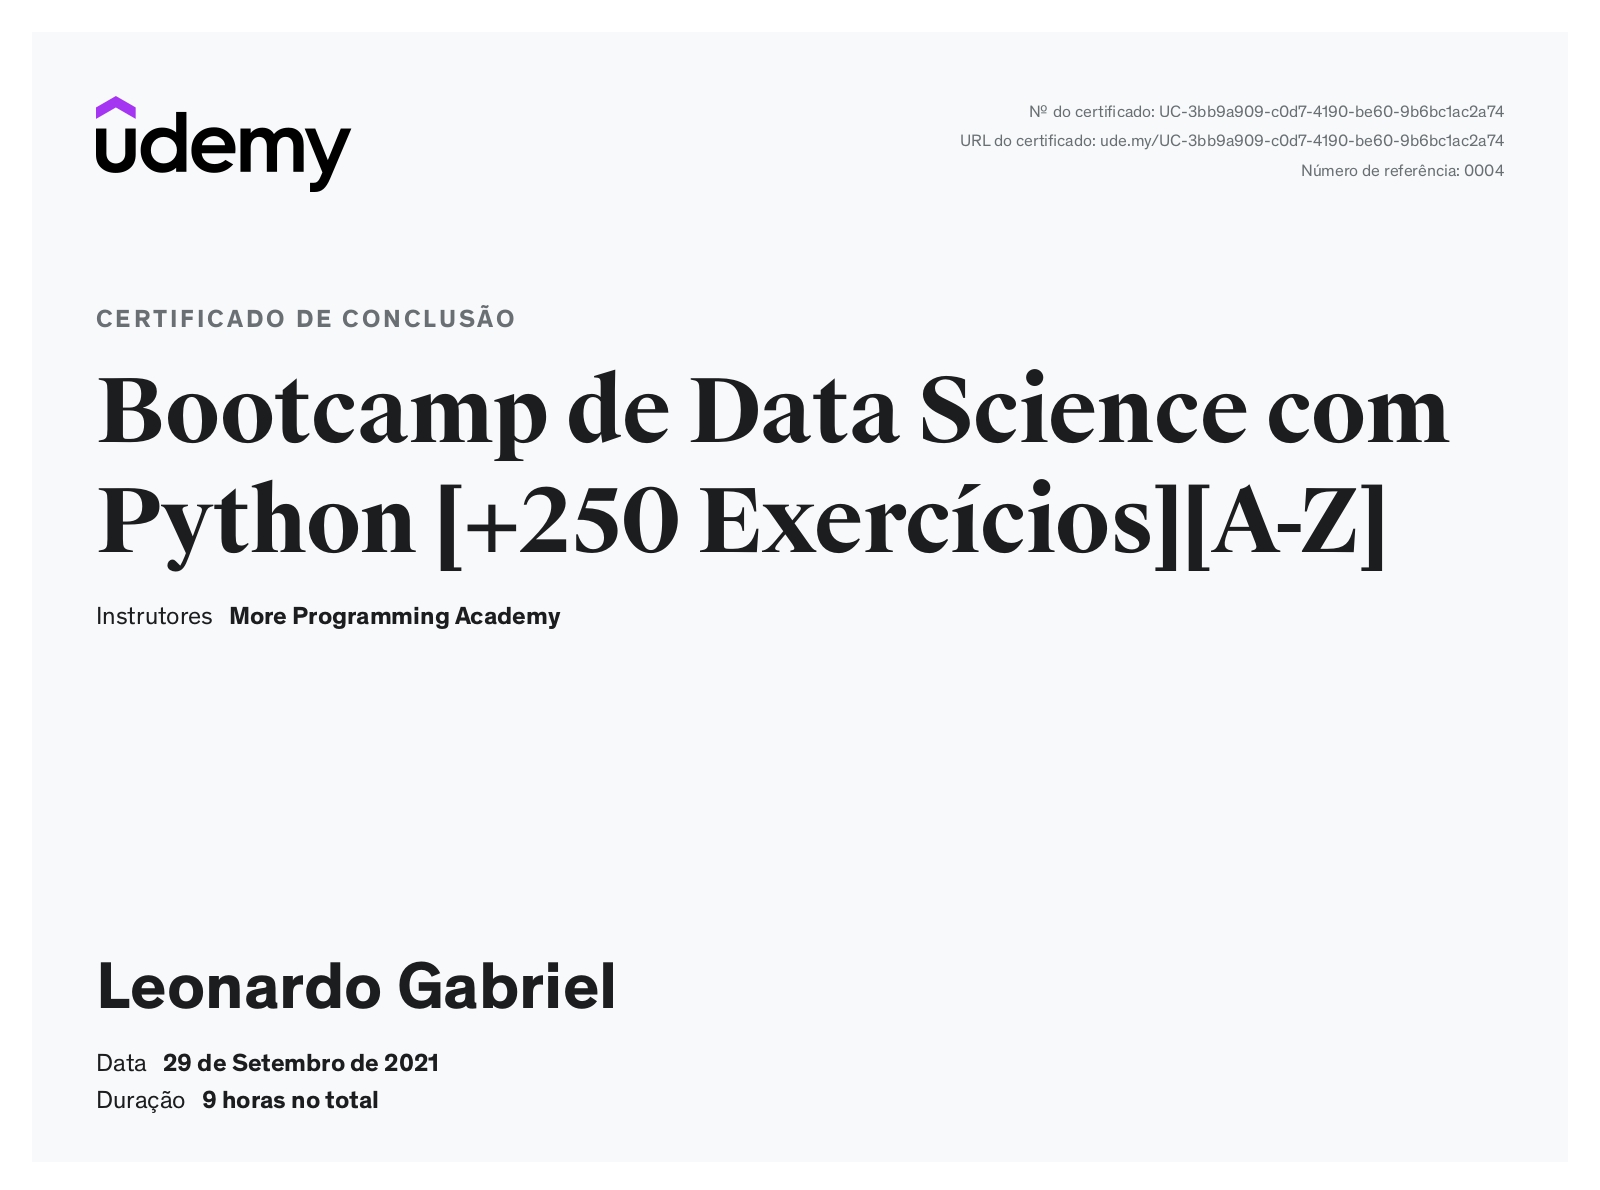 udemy
Nº do certificado: UC-3bb9a909-c0d7-4190-be60-9b6bc1ac2a74
URL do certificado: ude.my/UC-3bb9a909-c0d7-4190-be60-9b6bc1ac2a74
Número de referência: 0004
CERTIFICADO DE CONCLUSÃO
Bootcamp de Data Science com
Python [+250 Exercícios][A-Z]
Instrutores More Programming Academy
Leonardo Gabriel
Data 29 de Setembro de 2021
Duração 9 horas no total